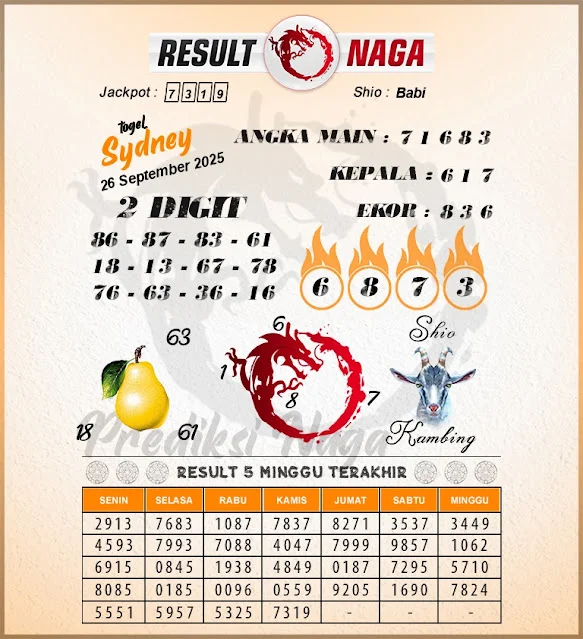 RESULT NAGA
Jackpot : 7 3 1 9
Shio : Babi
togel
Sydney
26 September 2025
ANGKA MAIN : 7 1 6 8 3
KEPALA : 6 1 7
EKOR : 8 3 6
2 DIGIT
86 - 87 - 83 - 61
18 - 13 - 67 - 78
76 - 63 - 36 - 16
6 8 7 3
63
18
61
6
1
8
7
Shio
Kambing
Prediksi Naga
RESULT 5 MINGGU TERAKHIR
SENIN SELASA RABU KAMIS JUMAT SABTU MINGGU
2913 7683 1087 7837 8271 3537 3449
4593 7993 7088 4047 7999 9857 1062
6915 0845 1938 4849 0187 7295 5710
8085 0185 0096 0559 9205 1690 7824
5551 5957 5325 7319 - - -